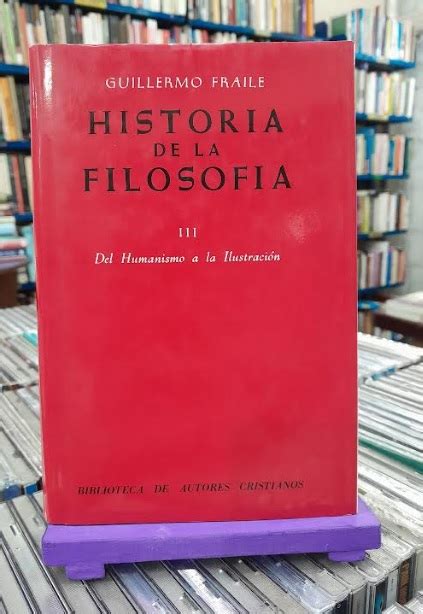 GUILLERMO FRAILE
HISTORIA
DE LA
FILOSOFIA
III
Del Humanismo a la Ilustración
BIBLIOTECA DE AUTORES CRISTIANOS